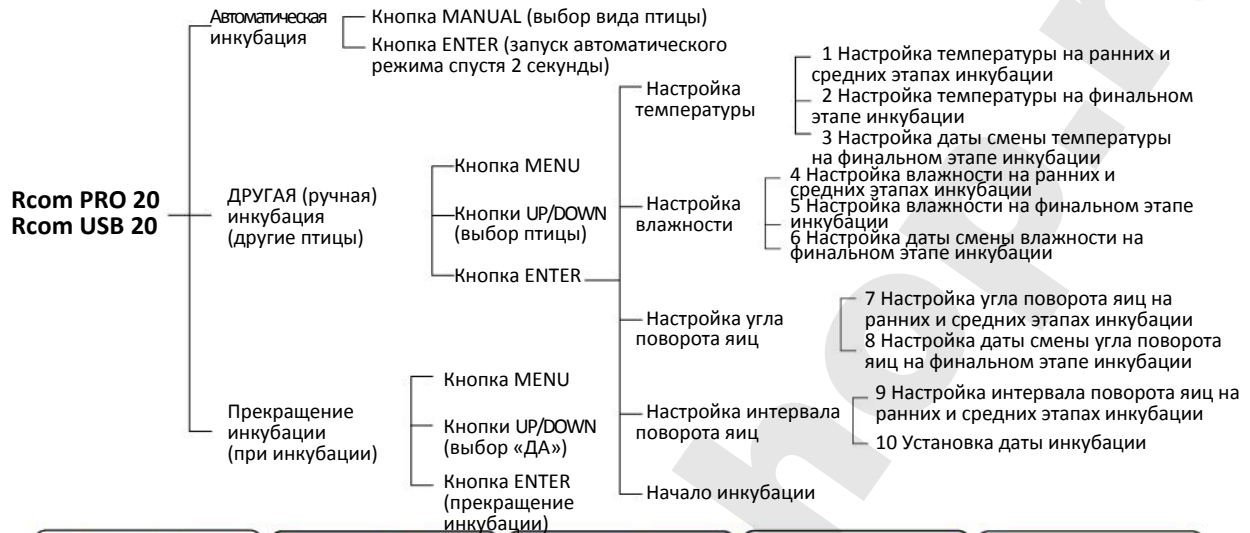 Автоматическая
инкубация
Кнопка MANUAL (выбор вида птицы)
Кнопка ENTER (запуск автоматического
режима спустя 2 секунды)
Rcom PRO 20
Rcom USB 20
ДРУГАЯ (ручная)
инкубация
(другие птицы)
Кнопка MENU
Кнопки UP/DOWN
(выбор птицы)
Кнопка ENTER
Настройка
температуры
1 Настройка температуры на ранних и
средних этапах инкубации
2 Настройка температуры на финальном
этапе инкубации
3 Настройка даты смены температуры
на финальном этапе инкубации
Настройка
влажности
4 Настройка влажности на ранних и
средних этапах инкубации
5 Настройка влажности на финальном этапе
инкубации
6 Настройка даты смены влажности на
финальном этапе инкубации
Настройка угла
поворота яиц
7 Настройка угла поворота яиц на
ранних и средних этапах инкубации
8 Настройка даты смены угла поворота
яиц на финальном этапе инкубации
Настройка интервала
поворота яиц
9 Настройка интервала поворота яиц на
ранних и средних этапах инкубации
10 Установка даты инкубации
Начало инкубации
Прекращение
инкубации
(при инкубации)
Кнопка MENU
Кнопки UP/DOWN
(выбор «ДА»)
Кнопка ENTER
(прекращение
инкубации)
hop.r